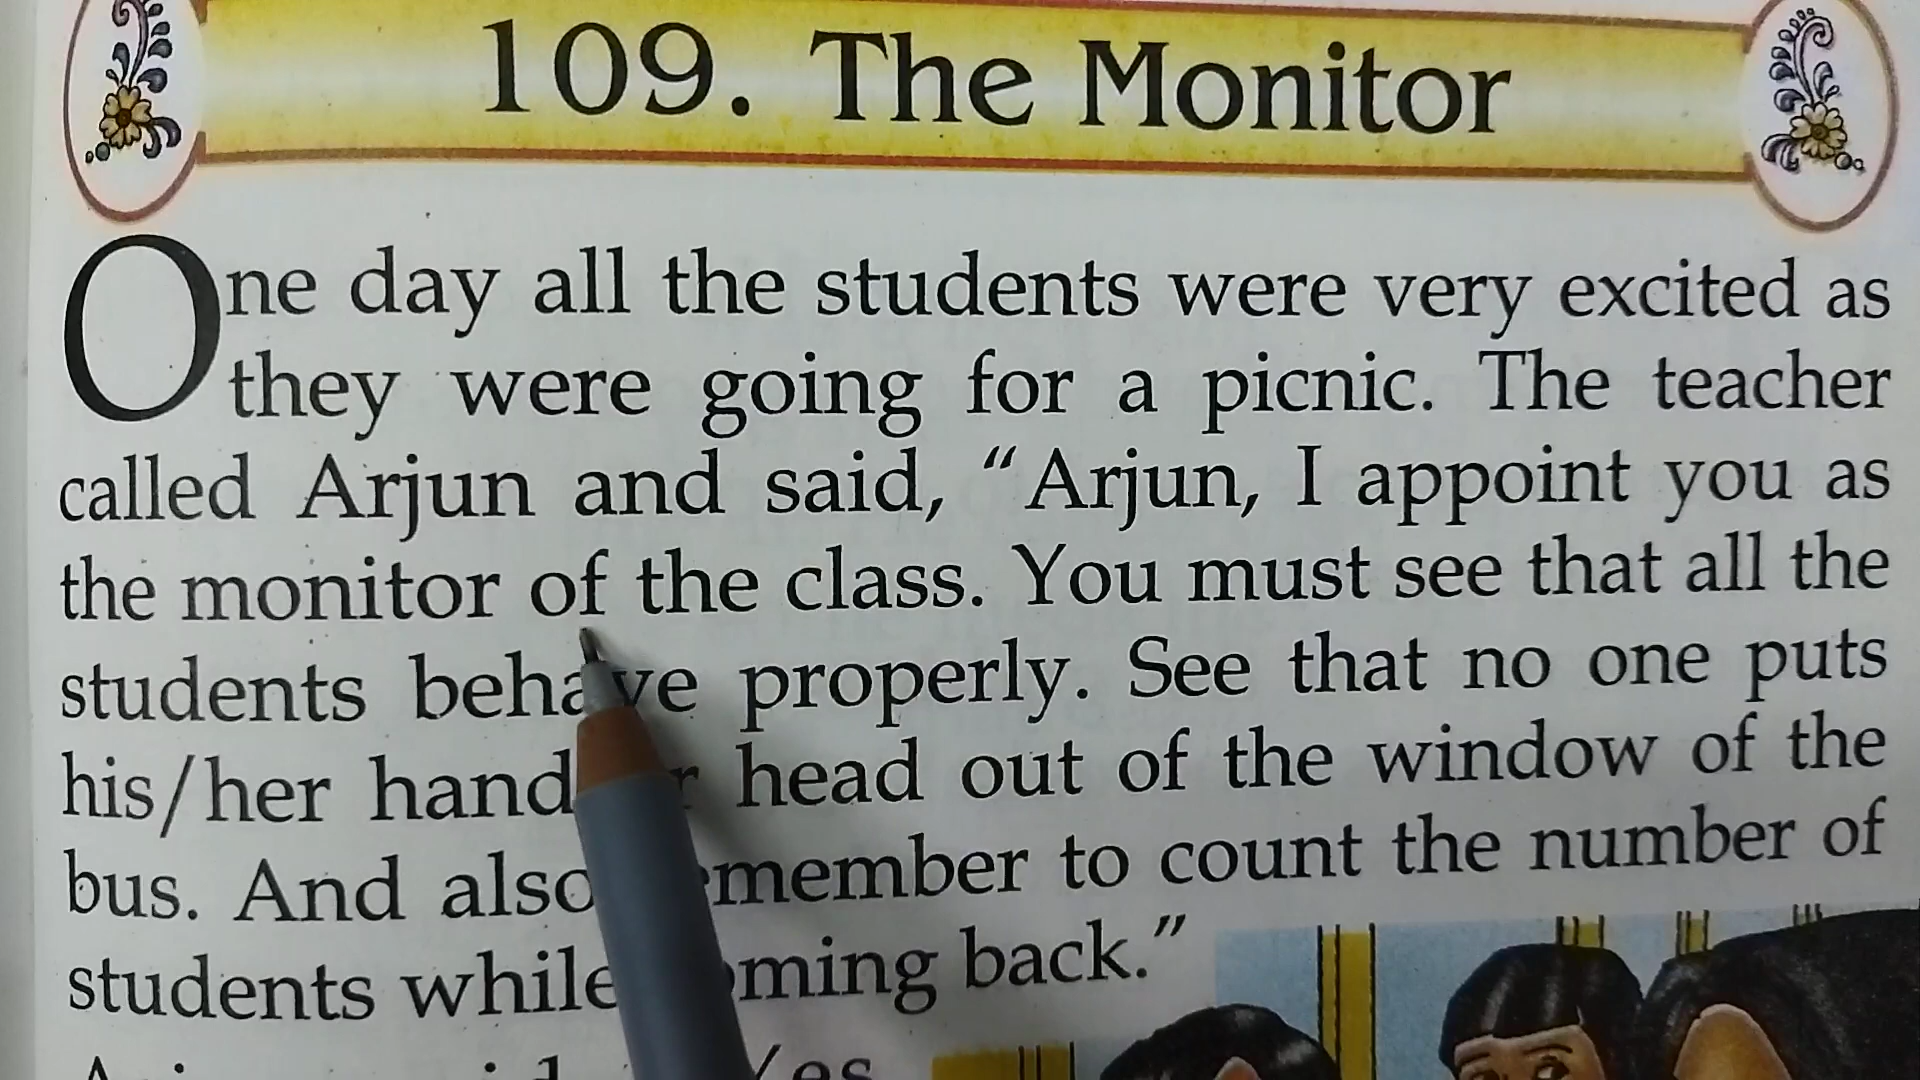 109. The Monitor
One day all the students were very excited as
they were going for a picnic. The teacher
called Arjun and said, “Arjun, I appoint you as
the monitor of the class. You must see that all the
students behave properly. See that no one puts
his/her hand head out of the window of the
bus. And also to count the number of
students while back.”